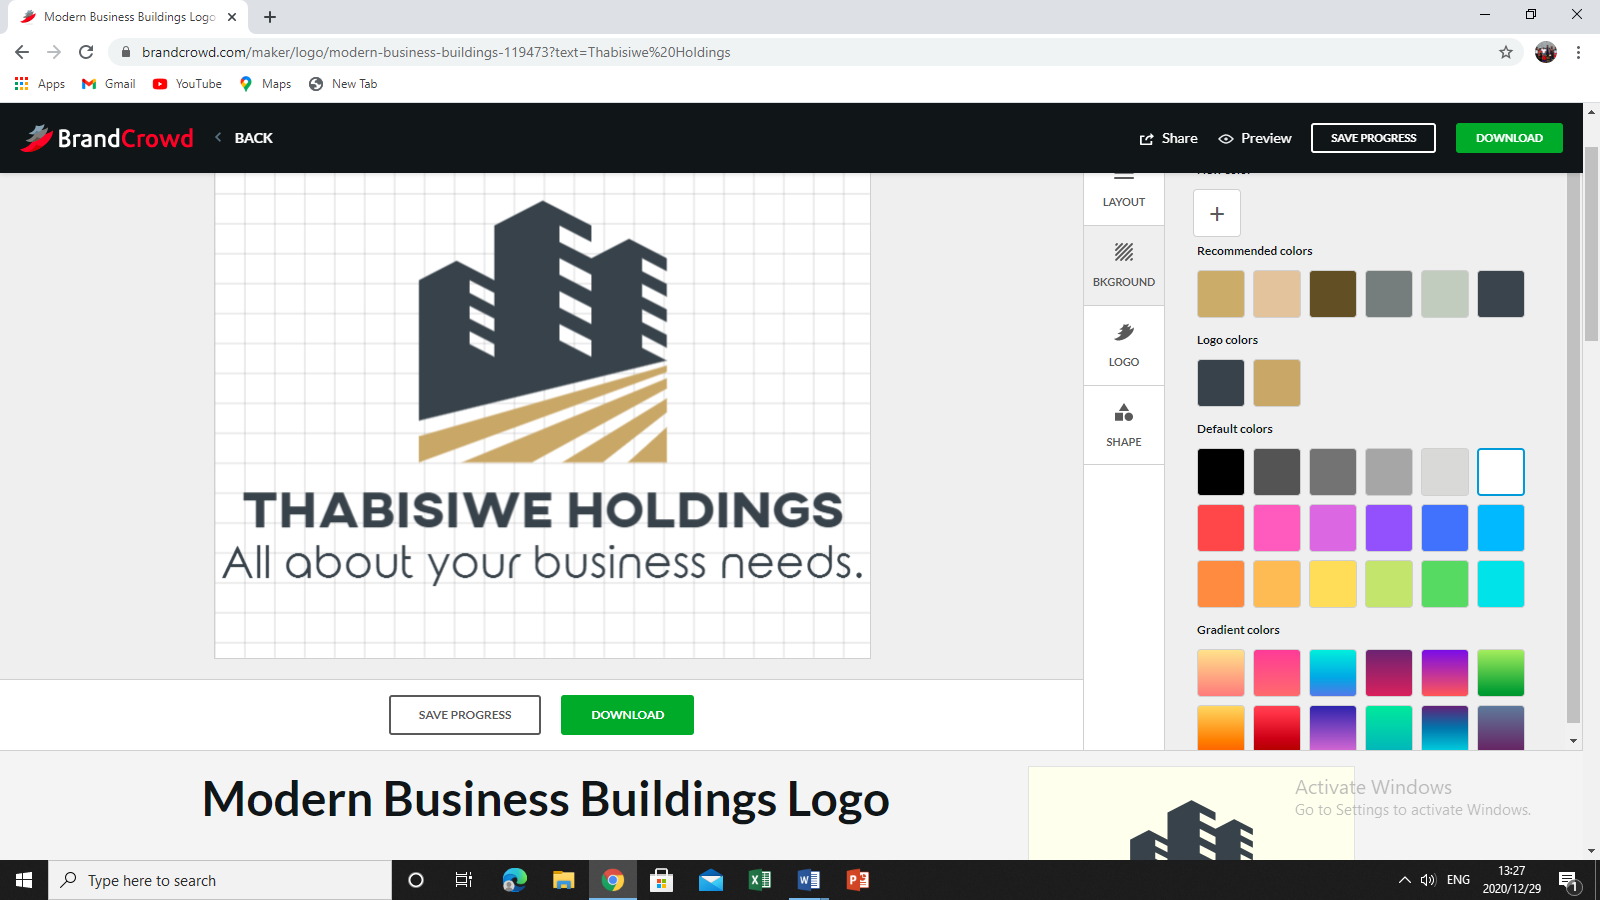 Modern Business Buildings Logo
brandcrowd.com/maker/logo/modern-business-buildings-119473?text=Thabisiwe%20Holdings
Apps Gmail YouTube Maps New Tab
BrandCrowd BACK Share Preview SAVE PROGRESS DOWNLOAD
LAYOUT
BKGROUND
LOGO
SHAPE
Recommended colors
Logo colors
Default colors
Gradient colors
THABISIWE HOLDINGS
All about your business needs.
SAVE PROGRESS DOWNLOAD
Modern Business Buildings Logo
Activate Windows
Go to Settings to activate Windows.
Type here to search
ENG
13:27
2020/12/29
1